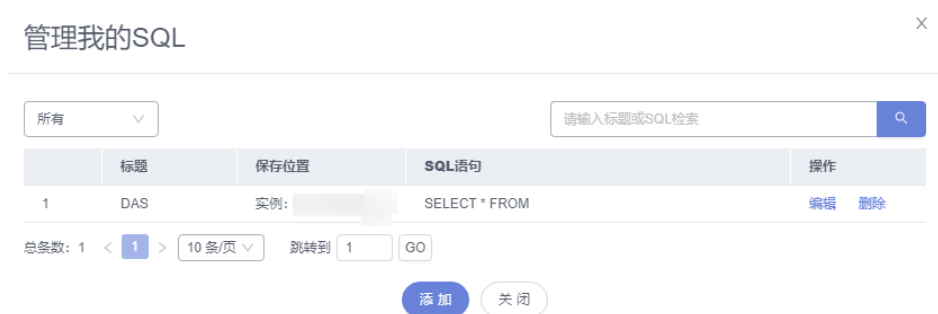 管理我的SQL
所有
请输入标题或SQL检索
标题 保存位置 SQL语句 操作
1 DAS 实例: SELECT * FROM 编辑 删除
总条数: 1 < 1 > 10 条/页 跳转到 1 GO
添加 关闭